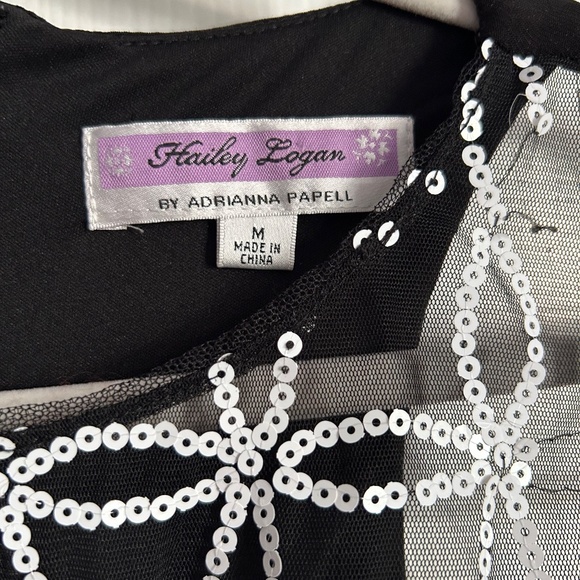 Hailey Logan
BY ADRIANNA PAPELL
M
MADE IN
CHINA